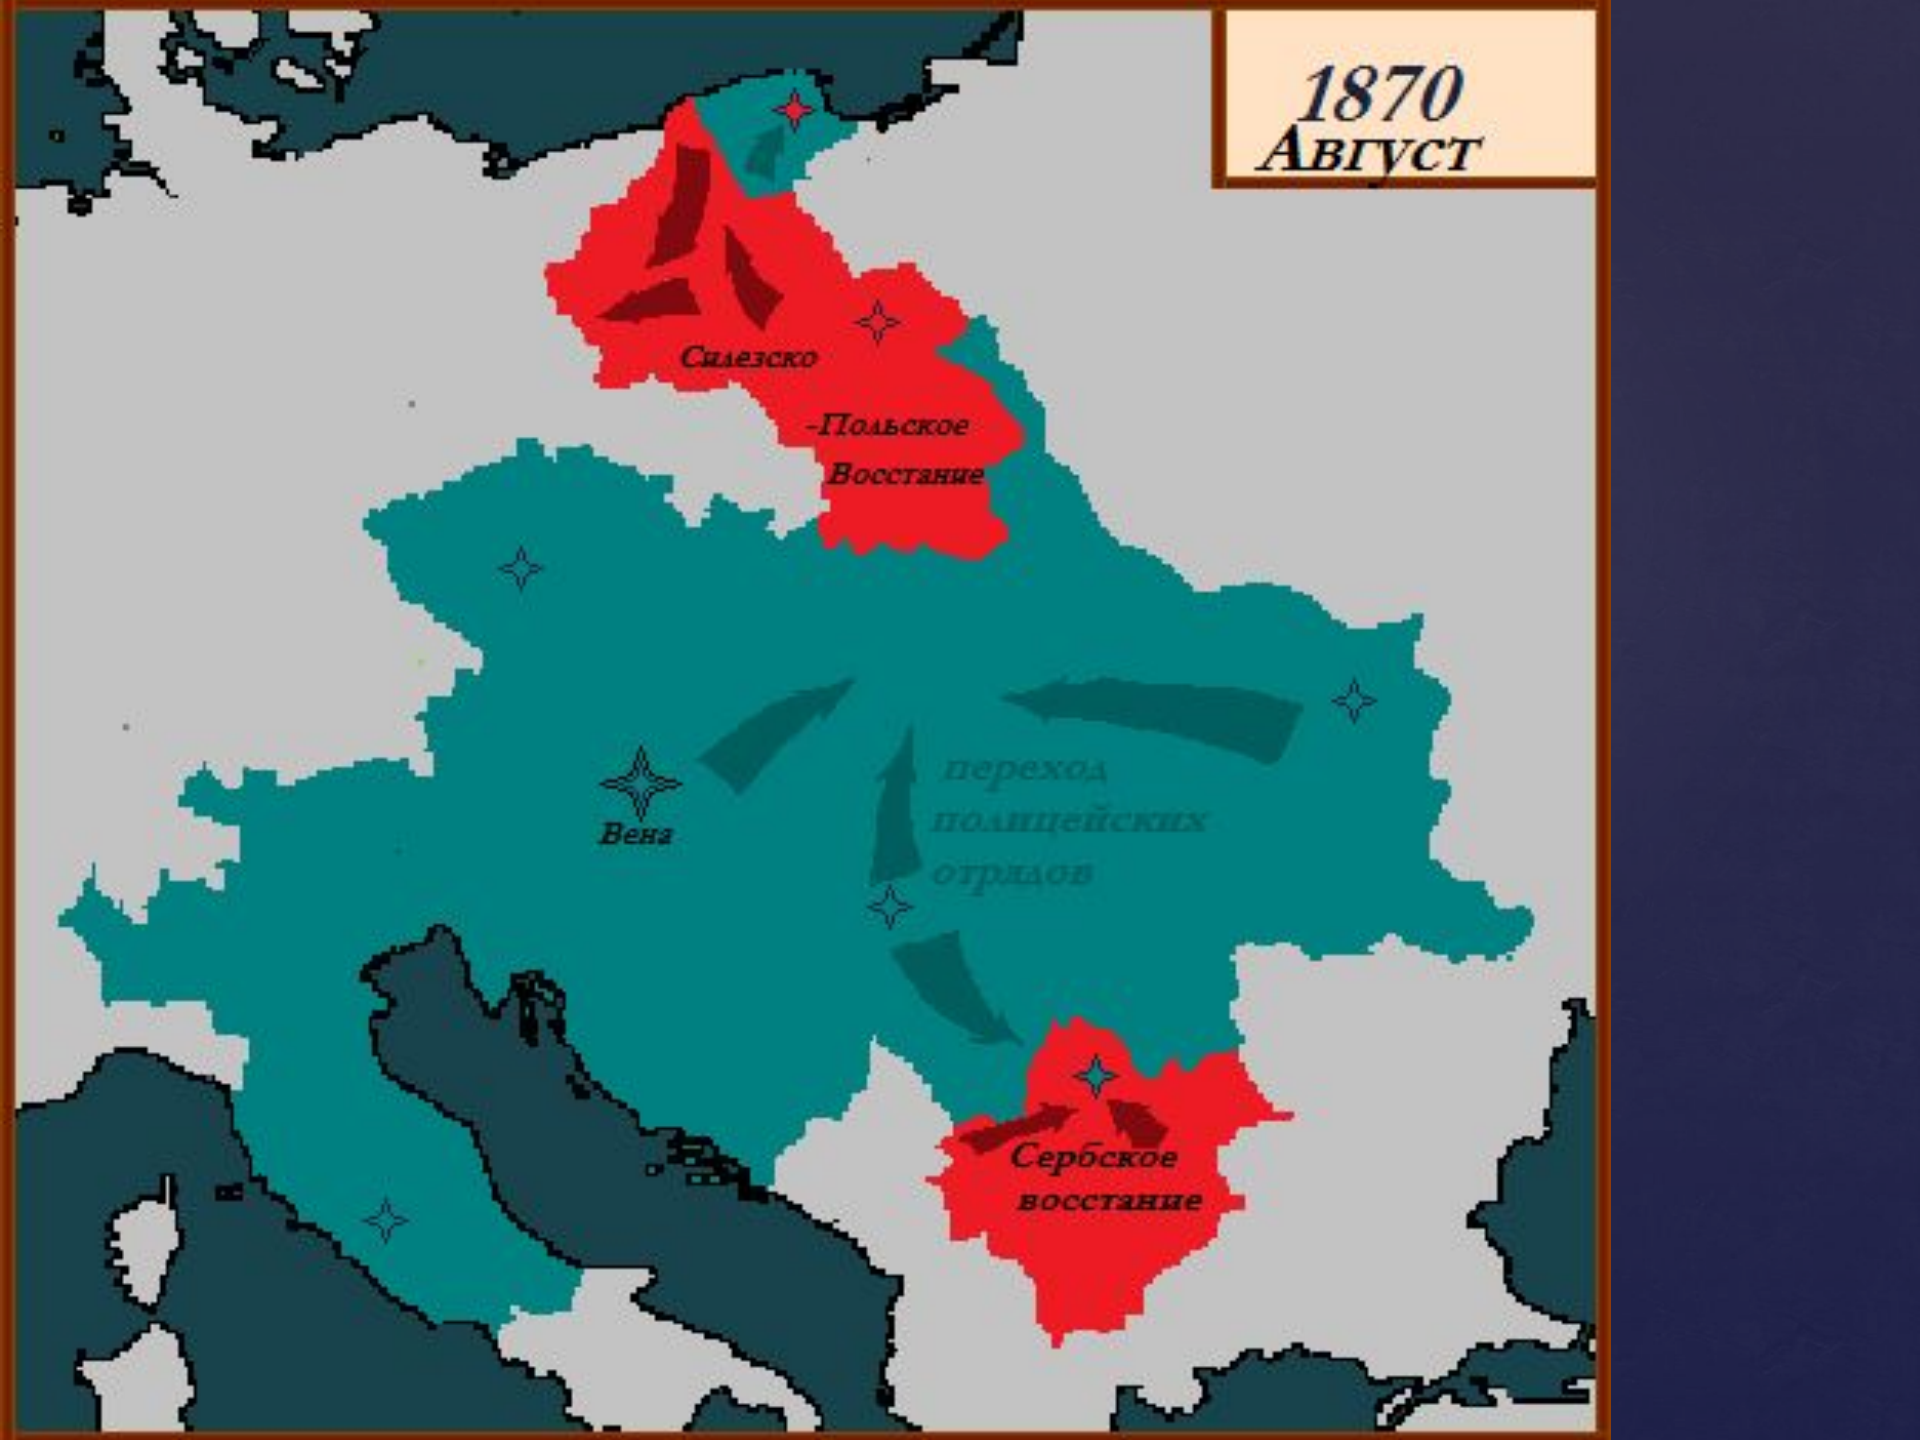 1870
Август
Силезско
-Польское
Восстание
переход
полицейских
отрядов
Вена
Сербское
восстание